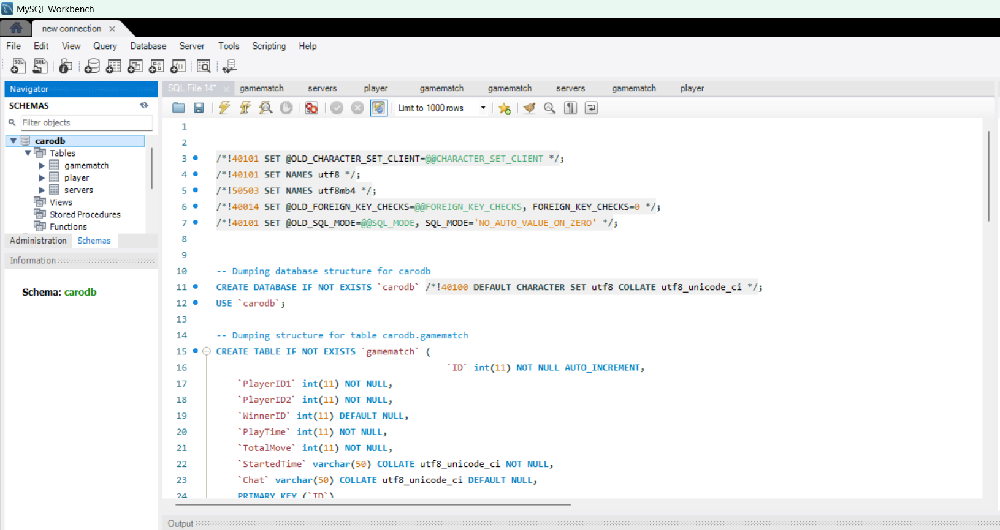 MySQL Workbench
new connection
File Edit View Query Database Server Tools Scripting Help
Navigator
SCHEMAS
Filter objects
carodb
Tables
gamematch
player
servers
Views
Stored Procedures
Functions
Administration Schemas
Information
Schema: carodb
SQL File 14* gamematch servers player gamematch gamematch servers gamematch player
Limit to 1000 rows
1
2
3 /*!40101 SET @OLD_CHARACTER_SET_CLIENT=@@CHARACTER_SET_CLIENT */;
4 /*!40101 SET NAMES utf8 */;
5 /*!50503 SET NAMES utf8mb4 */;
6 /*!40014 SET @OLD_FOREIGN_KEY_CHECKS=@@FOREIGN_KEY_CHECKS, FOREIGN_KEY_CHECKS=0 */;
7 /*!40101 SET @OLD_SQL_MODE=@@SQL_MODE, SQL_MODE='NO_AUTO_VALUE_ON_ZERO' */;
8
9
10 -- Dumping database structure for carodb
11 CREATE DATABASE IF NOT EXISTS `carodb` /*!40100 DEFAULT CHARACTER SET utf8 COLLATE utf8_unicode_ci */;
12 USE `carodb`;
13
14 -- Dumping structure for table carodb.gamematch
15 CREATE TABLE IF NOT EXISTS `gamematch` (
16 `ID` int(11) NOT NULL AUTO_INCREMENT,
17 `PlayerID1` int(11) NOT NULL,
18 `PlayerID2` int(11) NOT NULL,
19 `WinnerID` int(11) DEFAULT NULL,
20 `PlayTime` int(11) NOT NULL,
21 `TotalMove` int(11) NOT NULL,
22 `StartedTime` varchar(50) COLLATE utf8_unicode_ci NOT NULL,
23 `Chat` varchar(50) COLLATE utf8_unicode_ci DEFAULT NULL,
24 PRIMARY KEY (`ID`)
Output